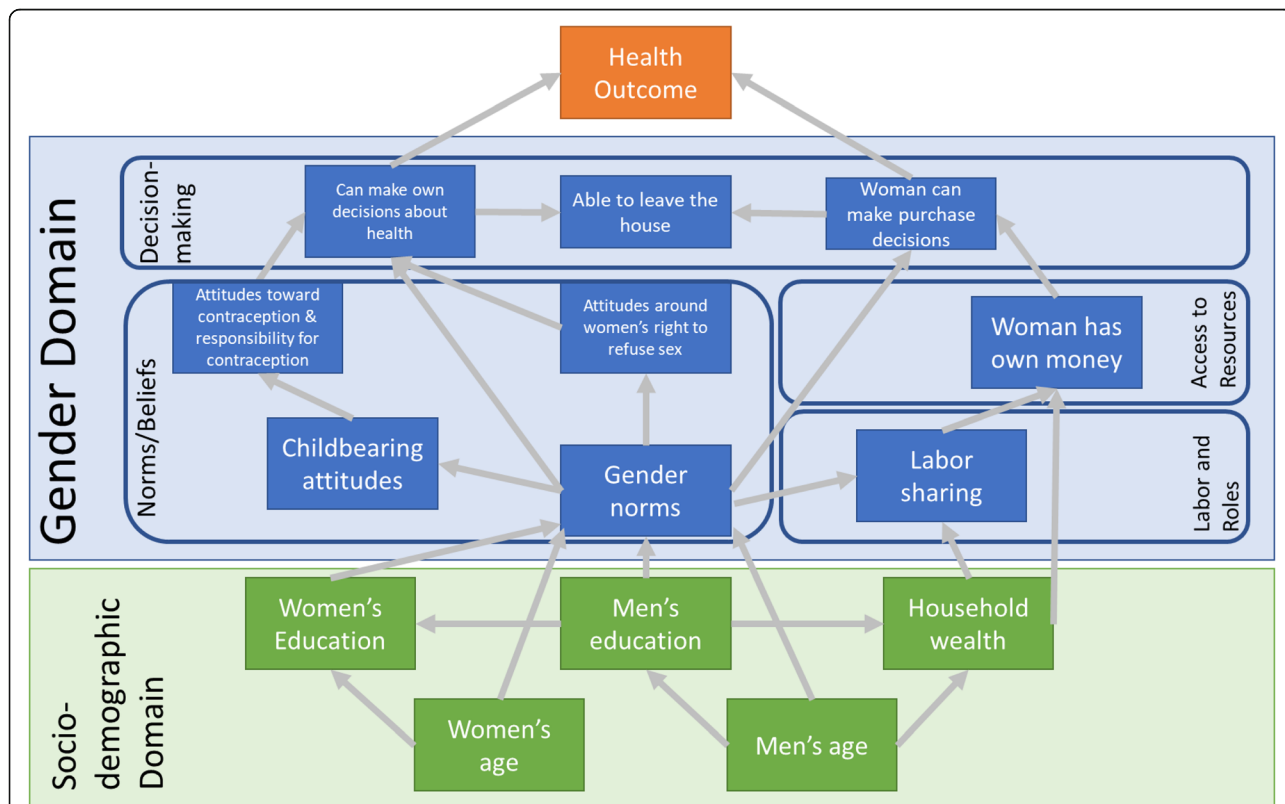 Health
Outcome
Gender Domain
Decision-
making
Can make own
decisions about
health
Able to leave the
house
Woman can
make purchase
decisions
Norms/Beliefs
Attitudes toward
contraception &
responsibility for
contraception
Attitudes around
women's right to
refuse sex
Woman has
own money
Access to
Resources
Childbearing
attitudes
Gender
norms
Labor
sharing
Labor and
Roles
Socio-
demographic
Domain
Women's
Education
Men's
education
Household
wealth
Women's
age
Men's age